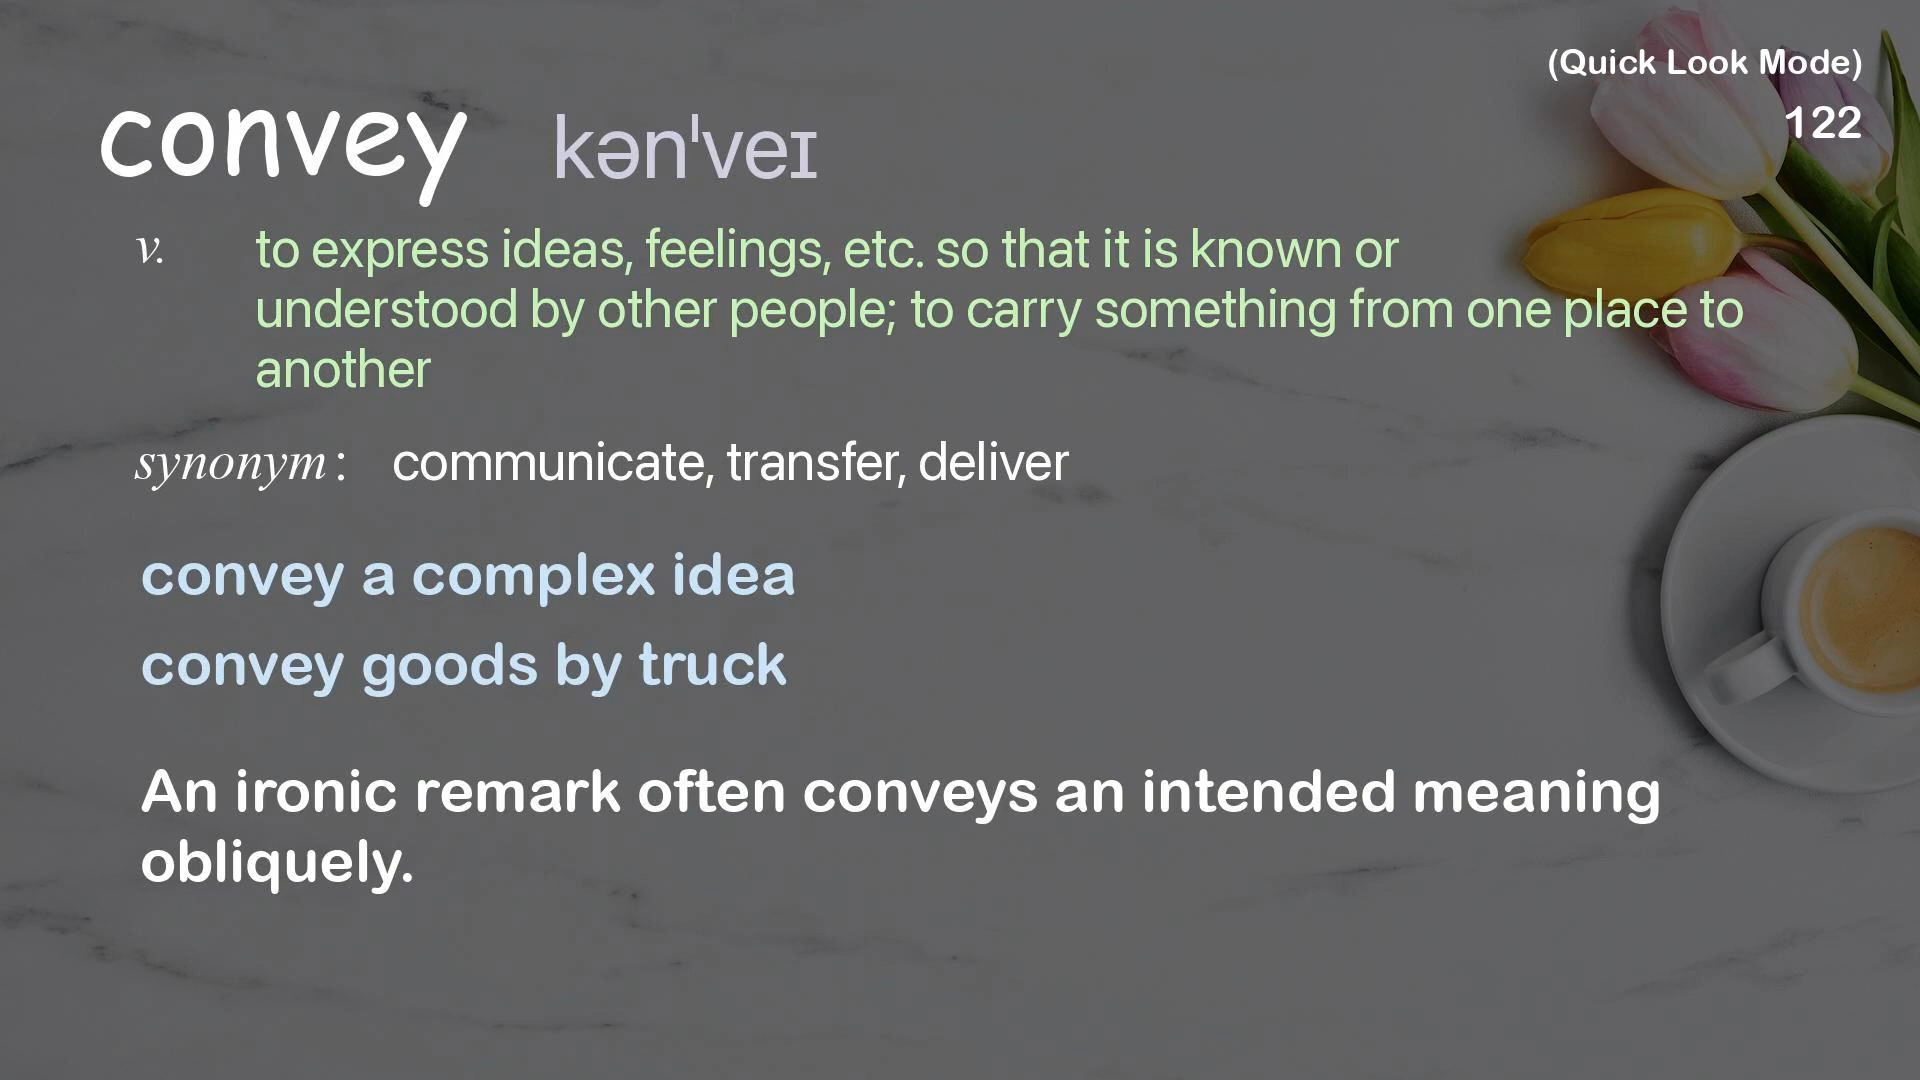 (Quick Look Mode)
122
convey kən'veɪ
v. to express ideas, feelings, etc. so that it is known or
understood by other people; to carry something from one place to
another
synonym: communicate, transfer, deliver
convey a complex idea
convey goods by truck
An ironic remark often conveys an intended meaning
obliquely.